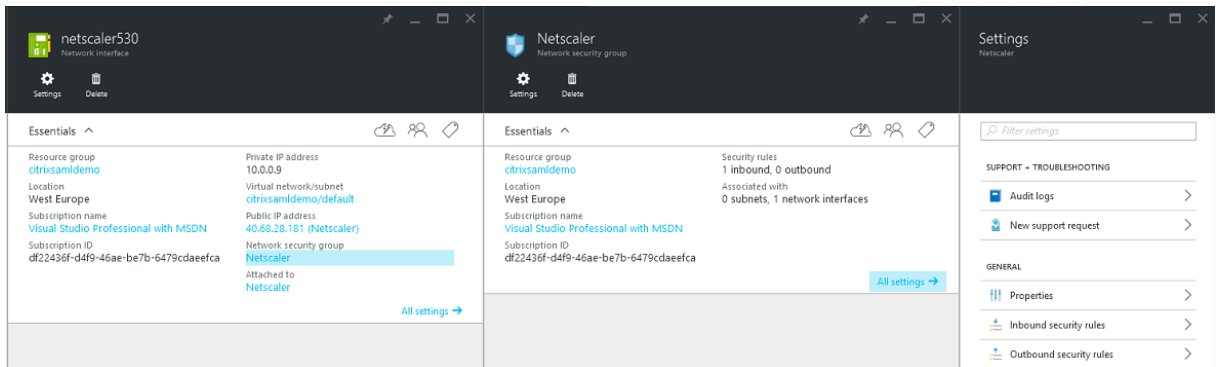 netscaler530
Network interface
Settings
Delete
Essentials
Resource group
citrixsamldemo
Location
West Europe
Subscription name
Visual Studio Professional with MSDN
Subscription ID
df22436f-d4f9-46ae-be7b-6479cdaeefca
Private IP address
10.0.0.9
Virtual network/subnet
citrixsamldemo/default
Public IP address
40.68.28.181 (Netscaler)
Network security group
Netscaler
Attached to
Netscaler
All settings →
Netscaler
Network security group
Settings
Delete
Essentials
Resource group
citrixsamldemo
Location
West Europe
Subscription name
Visual Studio Professional with MSDN
Subscription ID
df22436f-d4f9-46ae-be7b-6479cdaeefca
Security rules
1 inbound, 0 outbound
Associated with
0 subnets, 1 network interfaces
All settings →
Settings
Netscaler
Filter settings
SUPPORT + TROUBLESHOOTING
Audit logs
New support request
GENERAL
Properties
Inbound security rules
Outbound security rules